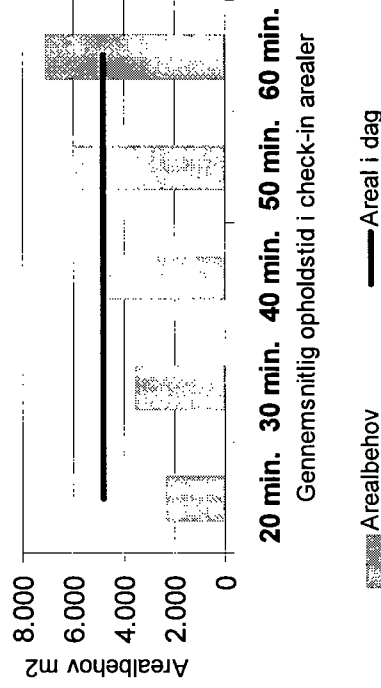 8.000
6.000
4.000
2.000
0
Arealbehov m2
20 min. 30 min. 40 min. 50 min. 60 min.
Gennemsnitlig opholdstid i check-in arealer
Arealbehov
Areal i dag